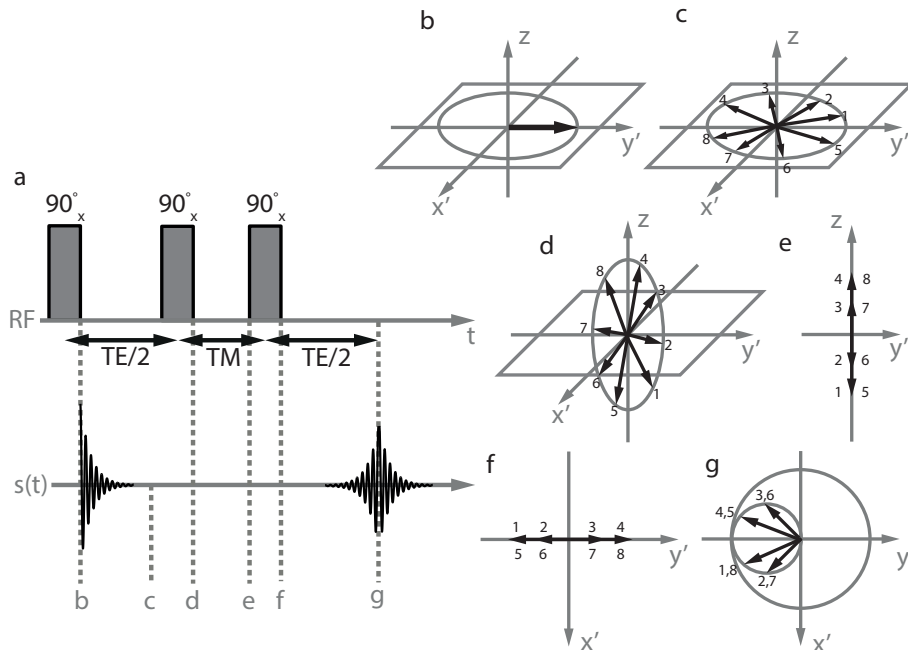 a
90°x 90°x 90°x
RF
t
TE/2 TM TE/2
s(t)
b c d e f g
b
z
y'
x'
c
z
3
4 2
1
8 5
7 6
y'
x'
d
z
8 4
3
7
2
6
1
5
y'
x'
e
z
4 8
3 7
y'
2 6
1 5
f
1 2 3 4
5 6 7 8
y'
x'
g
3,6
4,5
1,8
2,7
y
x'